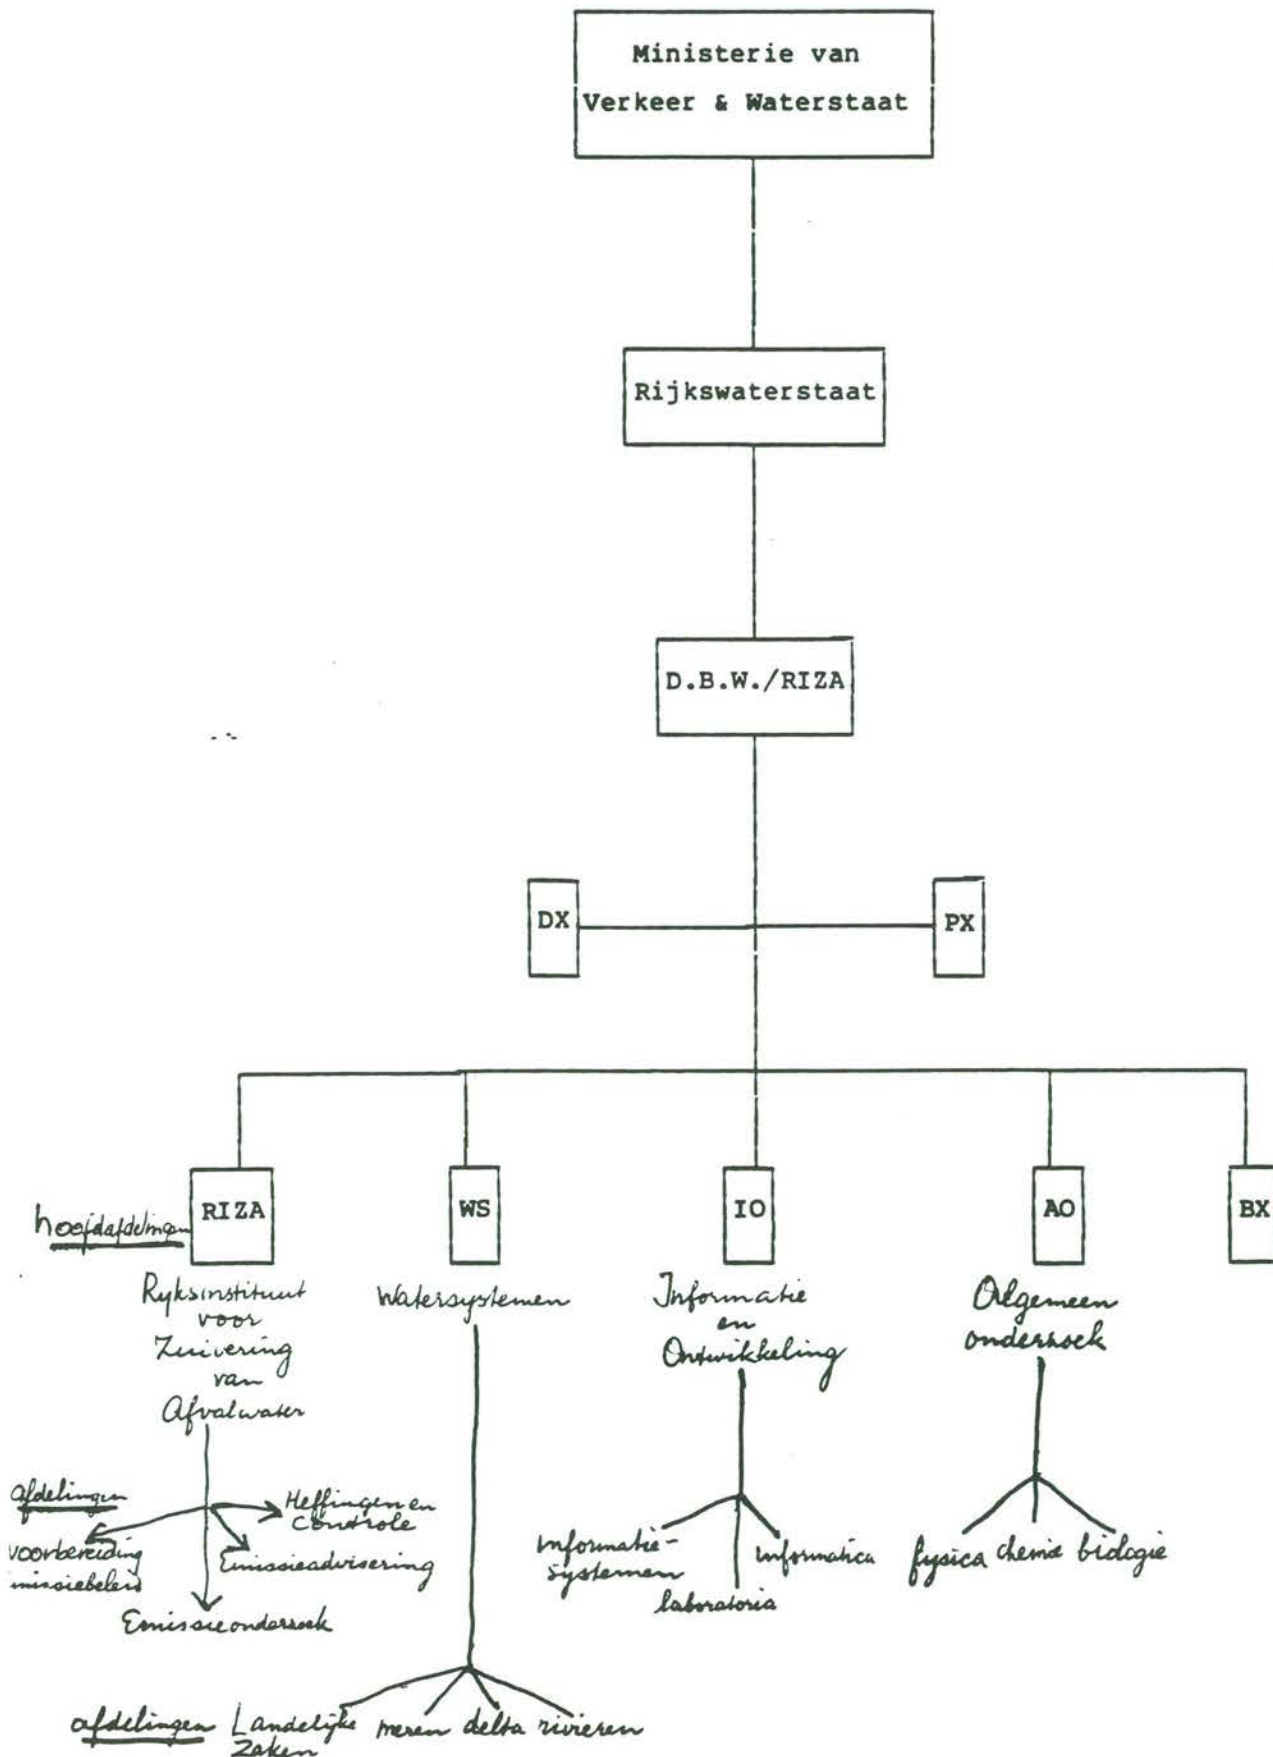 Ministerie van
Verkeer & Waterstaat
Rijkswaterstaat
D.B.W./RIZA
DX
PX
hoofdafdelingen
RIZA
WS
IO
AO
BX
Ryksinstituut
voor
Zuivering
van
Afvalwater
Watersystemen
Informatie
en
Ontwikkeling
Algemeen
onderzoek
afdelingen
voorbereiding
missiebeleid
Heffingen en
controle
Emissieadvisering
Emissieonderzoek
informatie-
systemen
laboratoria
informatica
fysica chemie biologie
afdelingen
Landelijke
zaken
meren delta rivieren